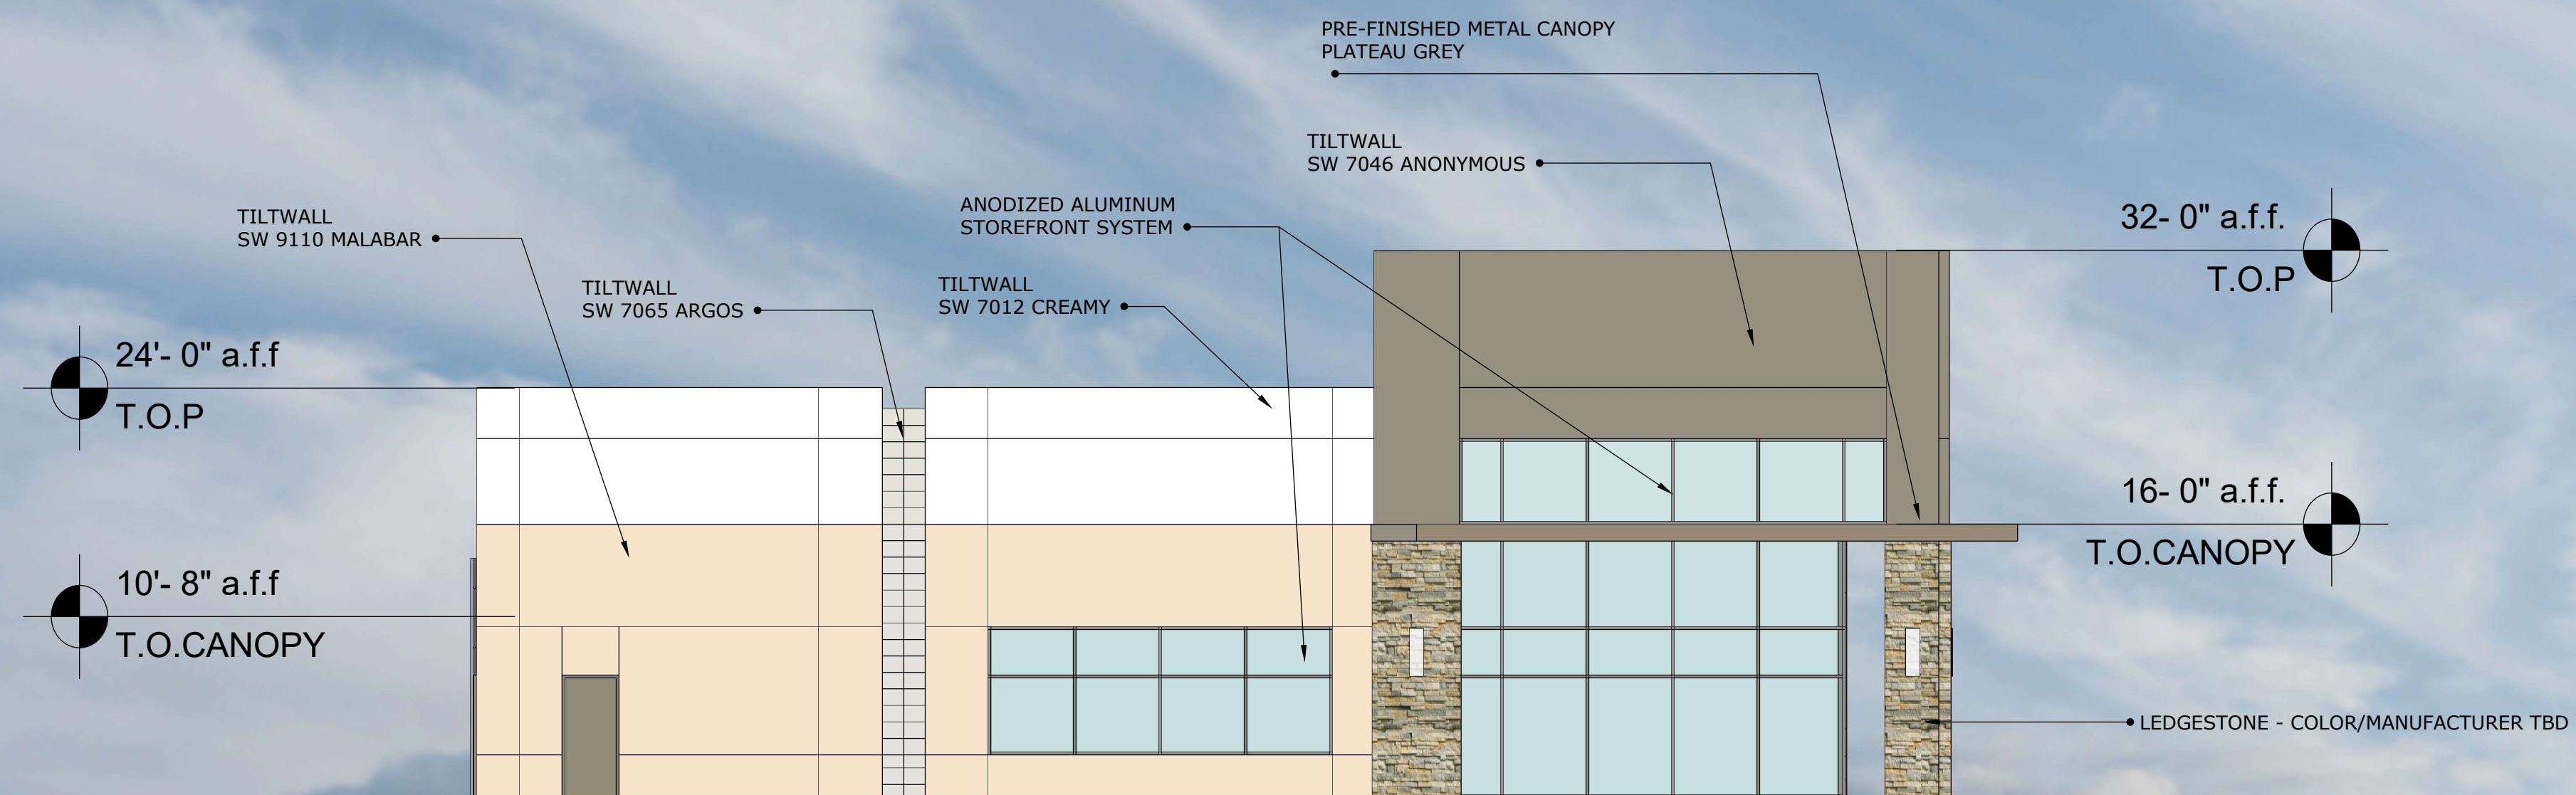 PRE-FINISHED METAL CANOPY
PLATEAU GREY
TILTWALL
SW 7046 ANONYMOUS
ANODIZED ALUMINUM
STOREFRONT SYSTEM
TILTWALL
SW 9110 MALABAR
TILTWALL
SW 7065 ARGOS
TILTWALL
SW 7012 CREAMY
32- 0" a.f.f.
T.O.P
24'- 0" a.f.f
T.O.P
16- 0" a.f.f.
T.O.CANOPY
10'- 8" a.f.f
T.O.CANOPY
LEDGESTONE - COLOR/MANUFACTURER TBD